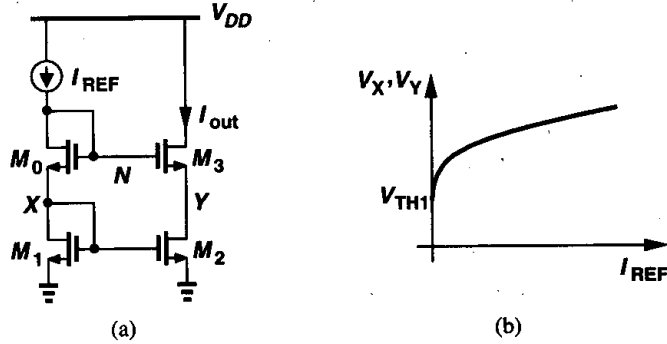 V_DD
I_REF
I_out
M_0
N
M_3
X
Y
M_1
M_2
(a)
V_X , V_Y
V_TH1
I_REF
(b)